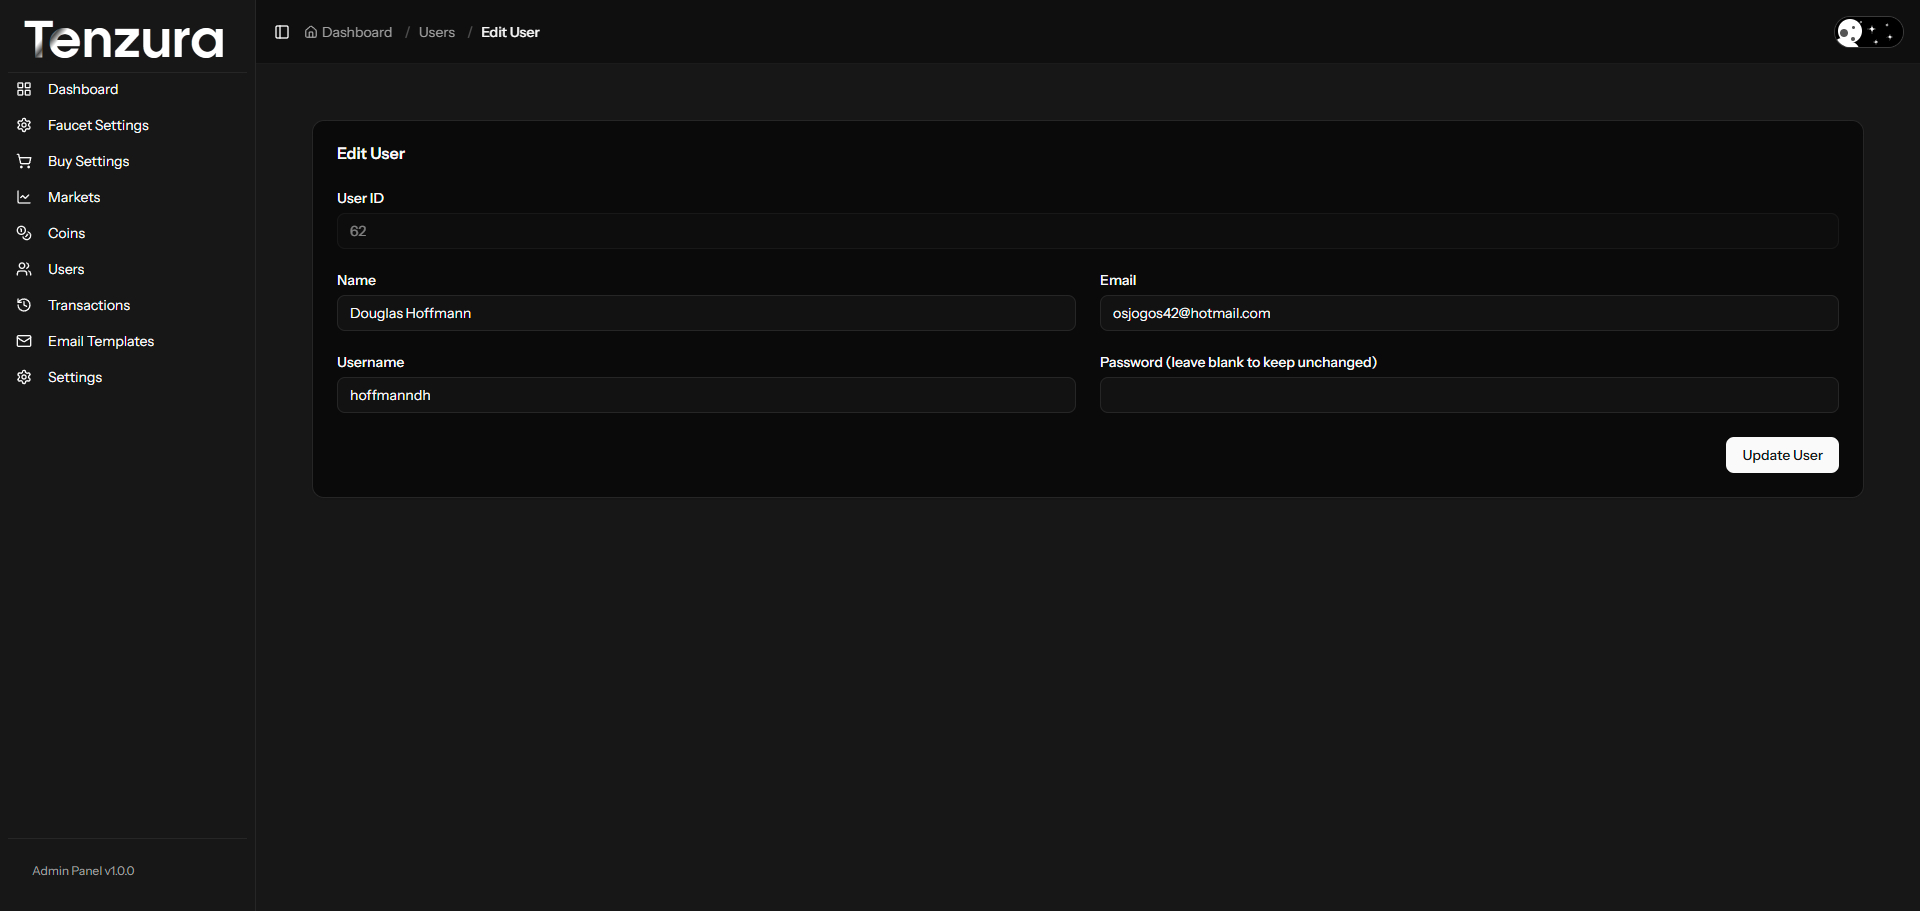 Tenzura
Dashboard
Faucet Settings
Buy Settings
Markets
Coins
Users
Transactions
Email Templates
Settings
Admin Panel v1.0.0
Dashboard / Users / Edit User
Edit User
User ID
62
Name
Douglas Hoffmann
Email
osjogos42@hotmail.com
Username
hoffmanndh
Password (leave blank to keep unchanged)
Update User